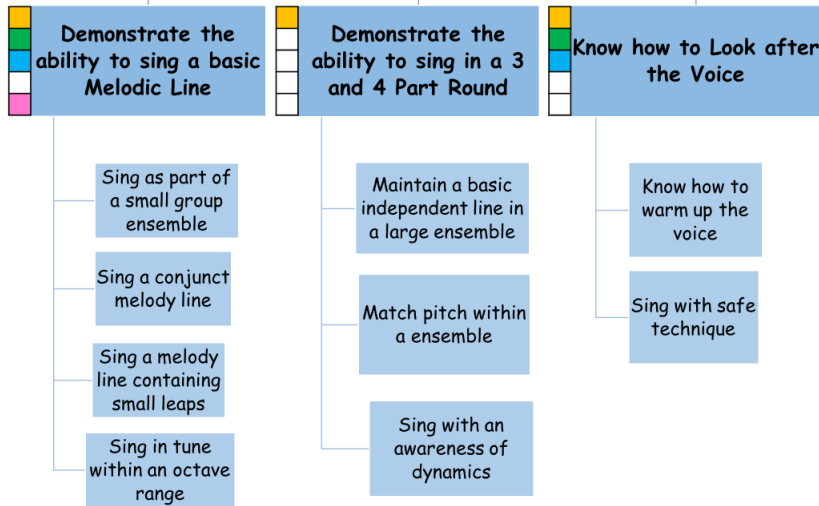 Demonstrate the
ability to sing a basic
Melodic Line
Sing as part of
a small group
ensemble
Sing a conjunct
melody line
Sing a melody
line containing
small leaps
Sing in tune
within an octave
range
Demonstrate the
ability to sing in a 3
and 4 Part Round
Maintain a basic
independent line in
a large ensemble
Match pitch within
a ensemble
Sing with an
awareness of
dynamics
Know how to Look after
the Voice
Know how to
warm up the
voice
Sing with safe
technique